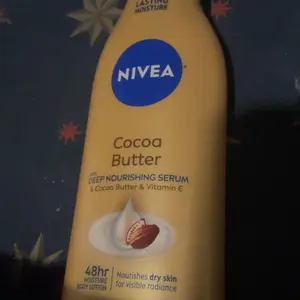 LASTING
MOISTURE
NIVEA
Cocoa
Butter
DEEP NOURISHING SERUM
& Cocoa Butter & Vitamin E
48hr
MOISTURE
BODY LOTION
Nourishes dry skin
for visible radiance